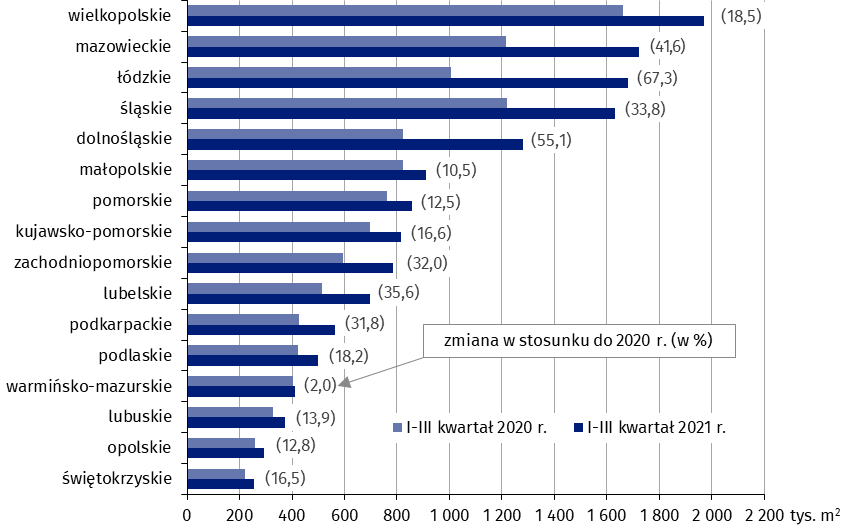 wielkopolskie (18,5)
mazowieckie (41,6)
łódzkie (67,3)
śląskie (33,8)
dolnośląskie (55,1)
małopolskie (10,5)
pomorskie (12,5)
kujawsko-pomorskie (16,6)
zachodniopomorskie (32,0)
lubelskie (35,6)
podkarpackie (31,8)
zmiana w stosunku do 2020 r. (w %)
podlaskie (18,2)
warmińsko-mazurskie (2,0)
lubuskie (13,9)
I-III kwartał 2020 r. I-III kwartał 2021 r.
opolskie (12,8)
świętokrzyskie (16,5)
0 200 400 600 800 1 000 1 200 1 400 1 600 1 800 2 000 2 200 tys. m²